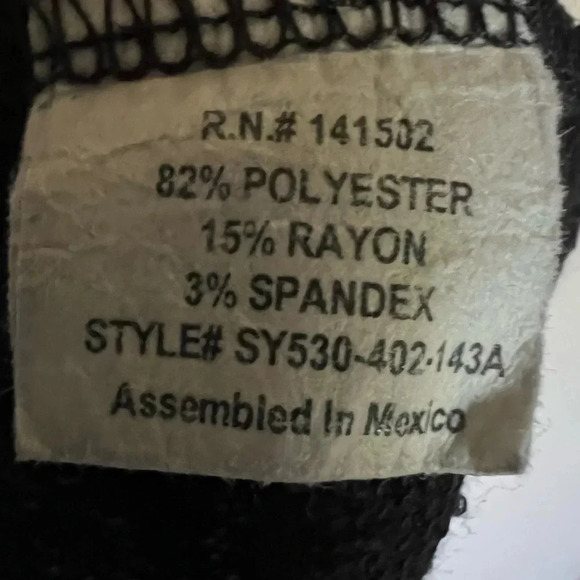 R.N.# 141502
82% POLYESTER
15% RAYON
3% SPANDEX
STYLE# SY530-402-143A
Assembled In Mexico